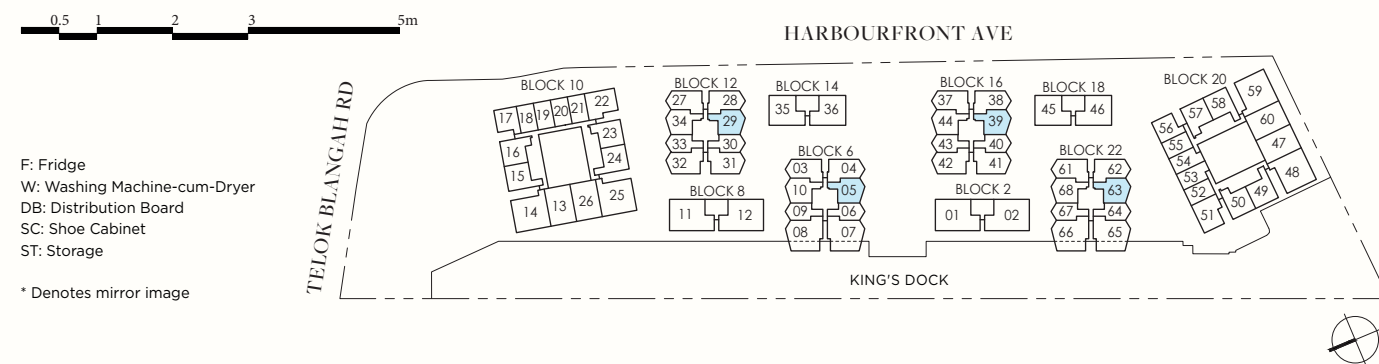 0.5 1 2 3 5m
HARBOURFRONT AVE
TELOK BLANGAH RD
BLOCK 10
17 18 19 20 21 22
16 23
15 24
14 13 26 25
BLOCK 12
27 28
34 29
33 30
32 31
BLOCK 14
35 36
BLOCK 16
37 38
44 39
43 40
42 41
BLOCK 18
45 46
BLOCK 20
59
58
57 60
56
55 47
54
53 48
52
51 50 49
BLOCK 6
03 04
10 05
09 06
08 07
BLOCK 8
11 12
BLOCK 2
01 02
BLOCK 22
61 62
68 63
67 64
66 65
KING'S DOCK
F: Fridge
W: Washing Machine-cum-Dryer
DB: Distribution Board
SC: Shoe Cabinet
ST: Storage
* Denotes mirror image